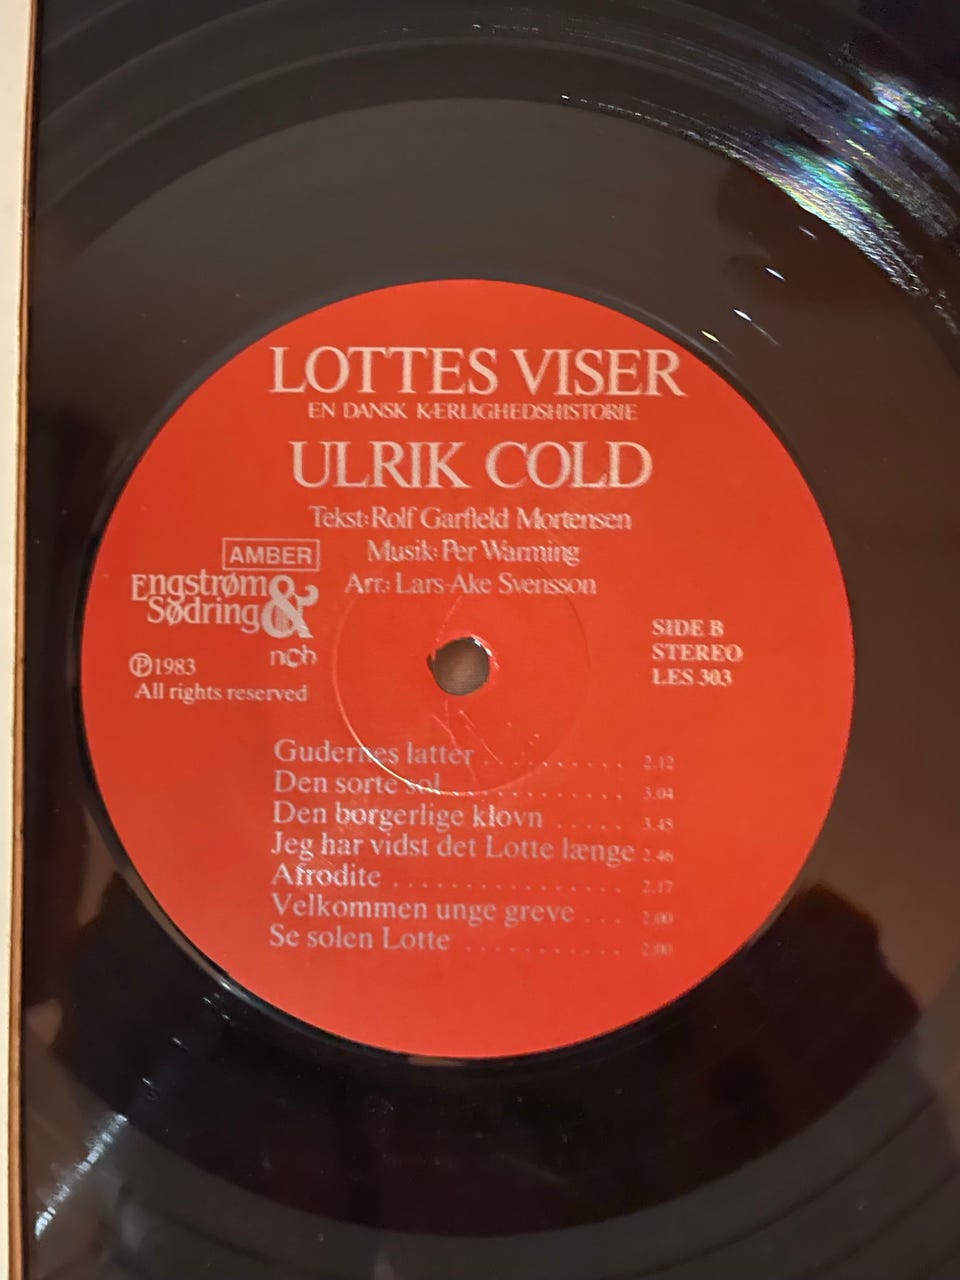 LOTTES VISER
EN DANSK KÆRLIGHEDSHISTORIE
ULRIK COLD
Tekst: Rolf Garfield Mortensen
Musik: Per Warming
Arr.: Lars-Ake Svensson
AMBER
Engstrøm & Sødring
nch
Ⓟ1983
All rights reserved
SIDE B
STEREO
LES 303
Gudernes latter .......... 2.12
Den sorte sol ............ 3.04
Den borgerlige klovn ..... 3.45
Jeg har vidst det Lotte længe 2.46
Afrodite ................. 2.17
Velkommen unge greve ... 2.00
Se solen Lotte ........... 2.00